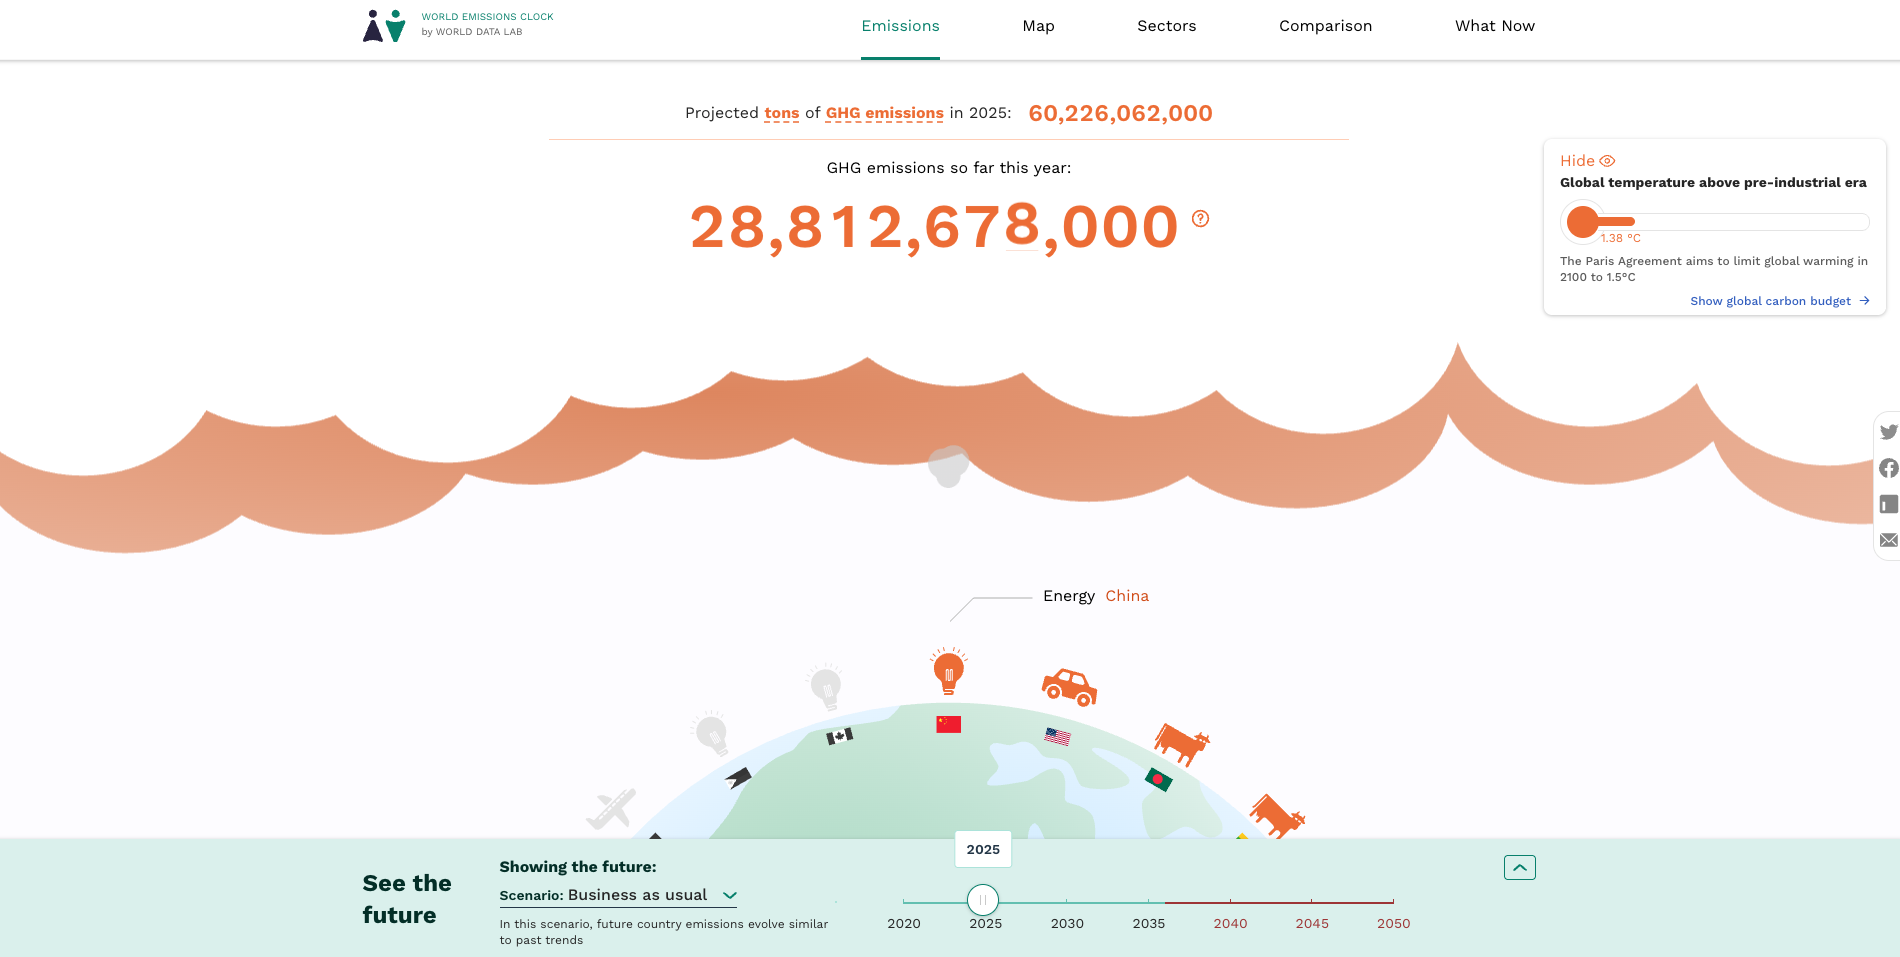 WORLD EMISSIONS CLOCK
by WORLD DATA LAB
Emissions
Map
Sectors
Comparison
What Now
Projected tons of GHG emissions in 2025: 60,226,062,000
GHG emissions so far this year:
28,812,678,000
Hide
Global temperature above pre-industrial era
1.38 °C
The Paris Agreement aims to limit global warming in
2100 to 1.5°C
Show global carbon budget
Energy China
See the
future
Showing the future:
Scenario: Business as usual
In this scenario, future country emissions evolve similar
to past trends
2025
2020
2025
2030
2035
2040
2045
2050